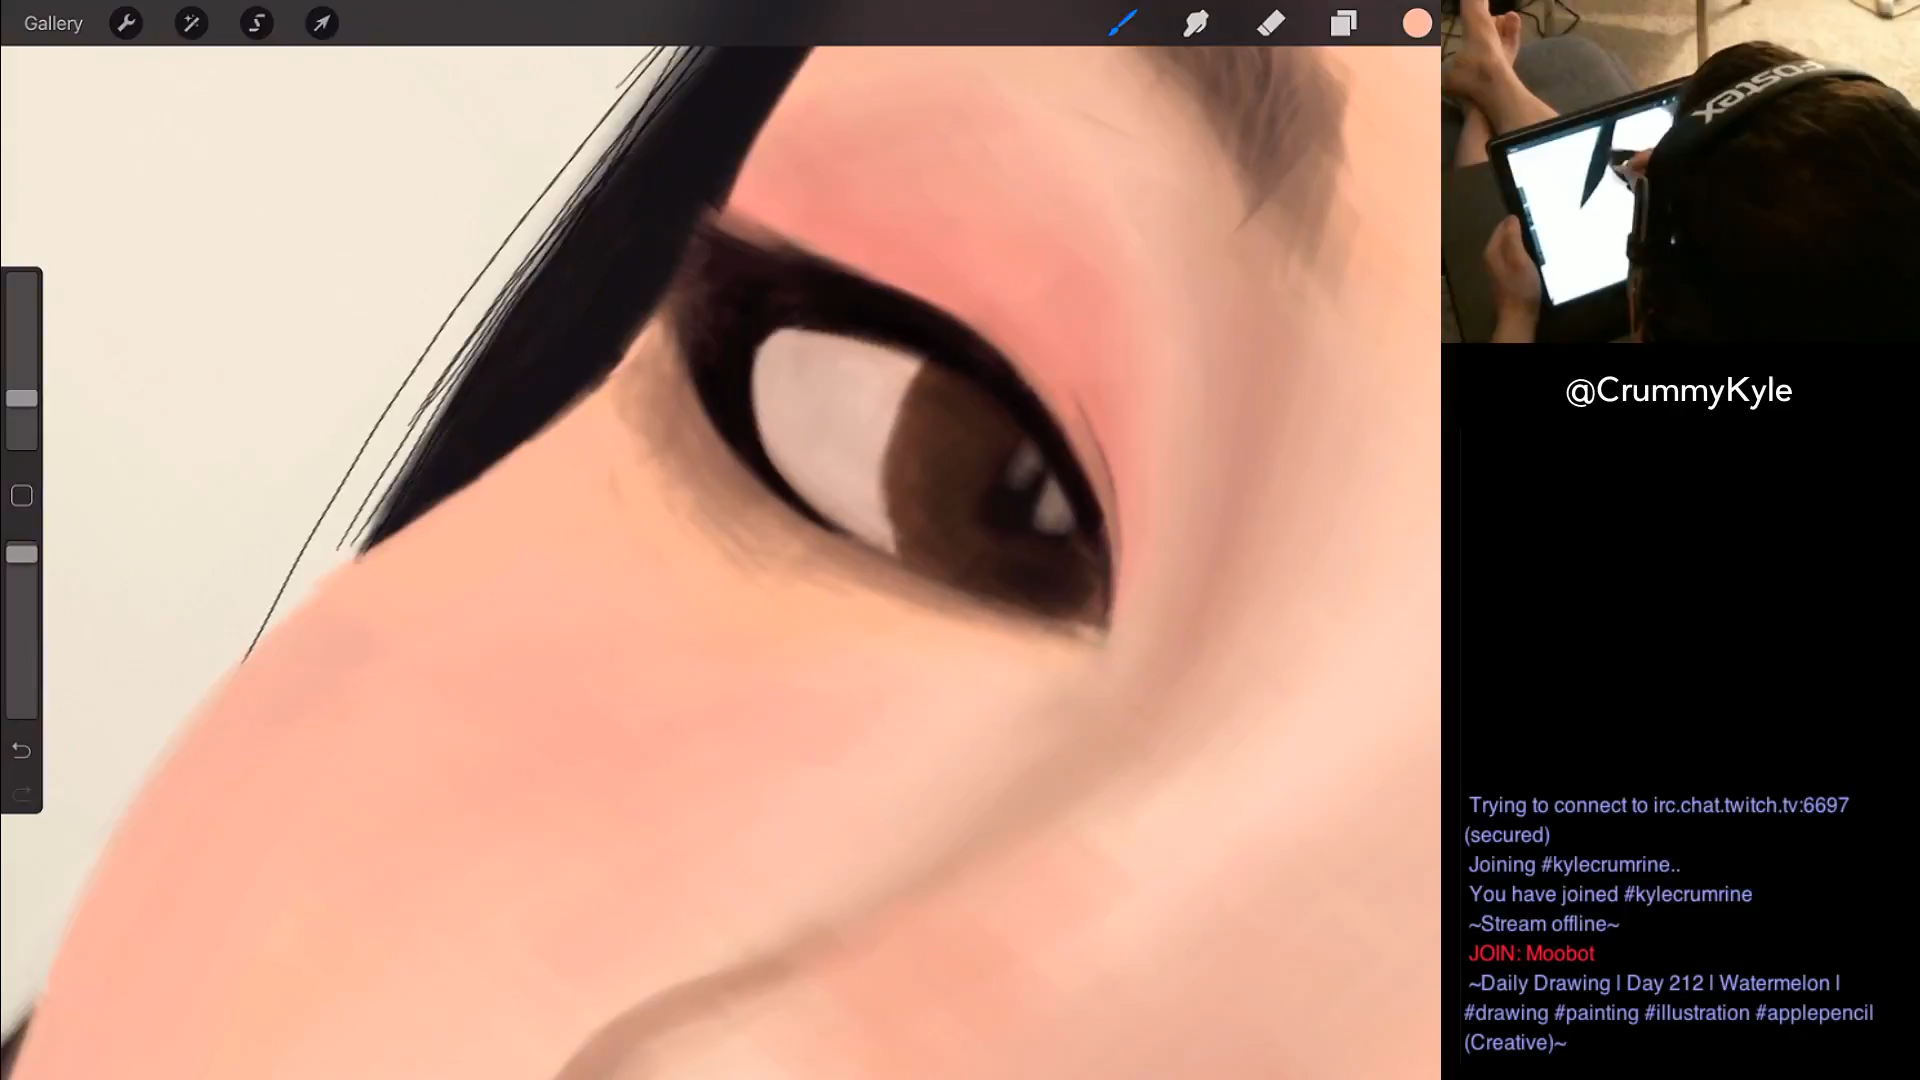 Gallery
FOSTEX
@CrummyKyle
Trying to connect to irc.chat.twitch.tv:6697
(secured)
Joining #kylecrumrine..
You have joined #kylecrumrine
~Stream offline~
JOIN: Moobot
~Daily Drawing | Day 212 | Watermelon |
#drawing #painting #illustration #applepencil
(Creative)~